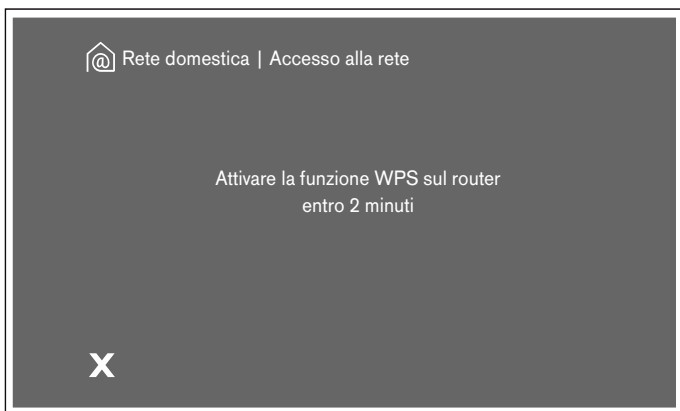 Rete domestica | Accesso alla rete
Attivare la funzione WPS sul router
entro 2 minuti
X